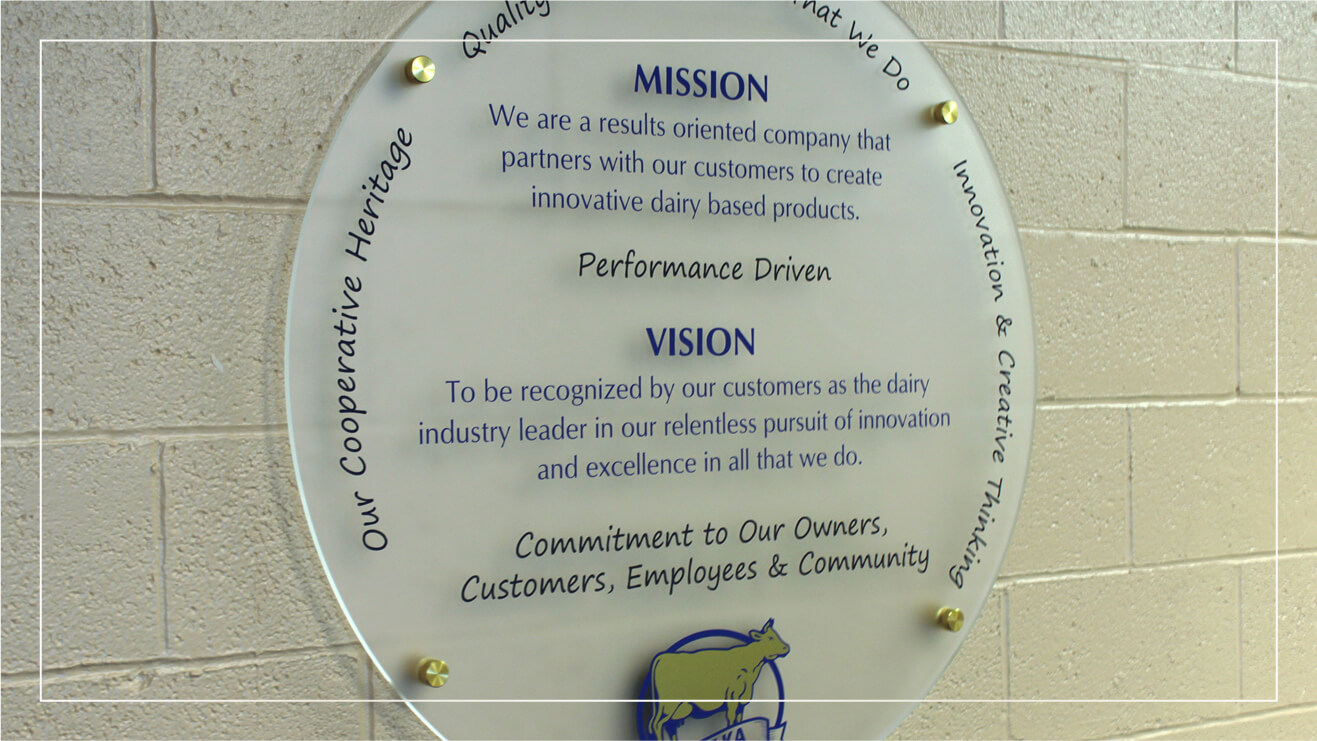 Quality
What We Do
MISSION
We are a results oriented company that
partners with our customers to create
innovative dairy based products.
Performance Driven
VISION
To be recognized by our customers as the dairy
industry leader in our relentless pursuit of innovation
and excellence in all that we do.
Commitment to Our Owners,
Customers, Employees & Community
Our Cooperative Heritage
Innovation & Creative Thinking